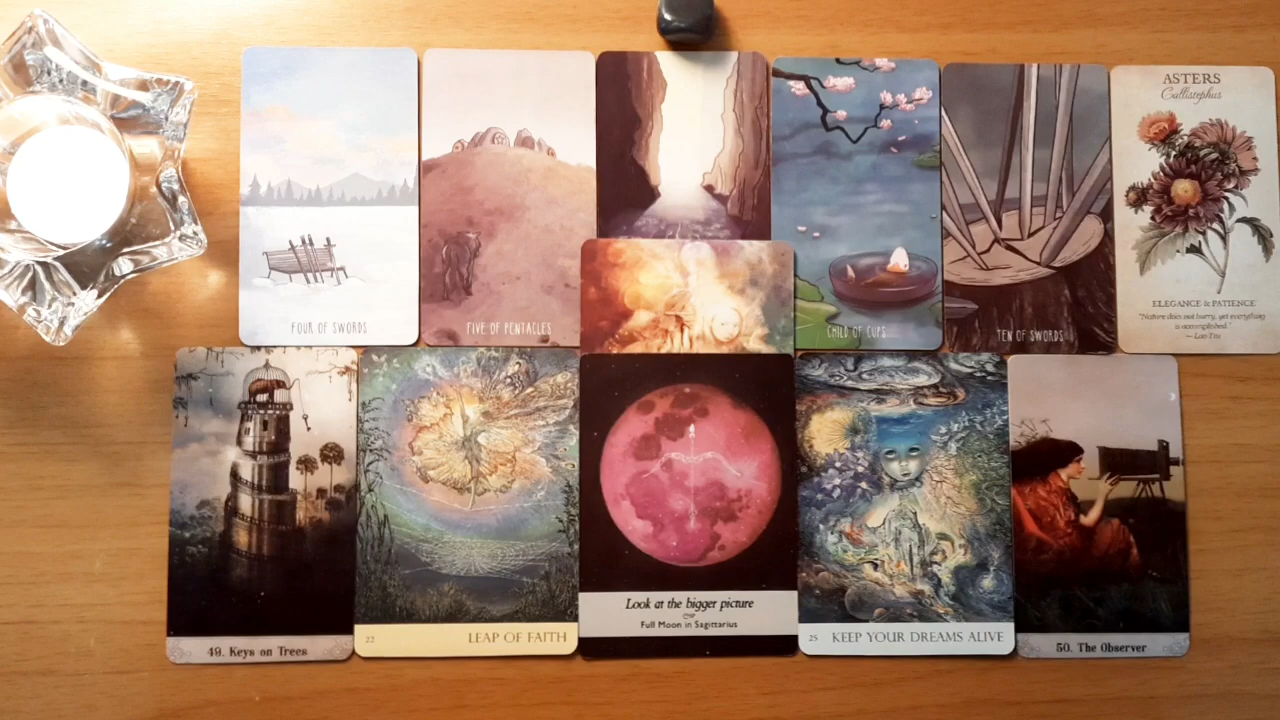 FOUR OF SWORDS
FIVE OF PENTACLES
CHILD OF CUPS
TEN OF SWORDS
ASTERS
Callistephus
ELEGANCE & PATIENCE
"Nature does not hurry, yet everything
is accomplished."
— Lao Tzu
49. Keys on Trees
22
LEAP OF FAITH
Look at the bigger picture
Full Moon in Sagittarius
25
KEEP YOUR DREAMS ALIVE
50. The Observer